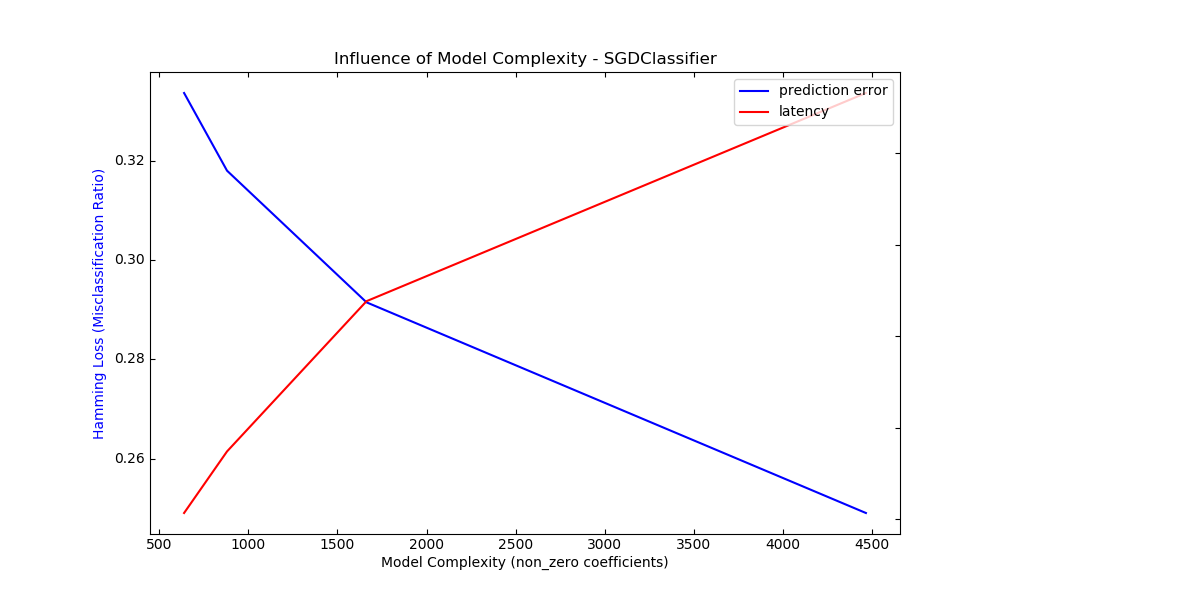 Influence of Model Complexity - SGDClassifier
prediction error
latency
0.32
0.30
0.28
0.26
Hamming Loss (Misclassification Ratio)
500 1000 1500 2000 2500 3000 3500 4000 4500
Model Complexity (non_zero coefficients)